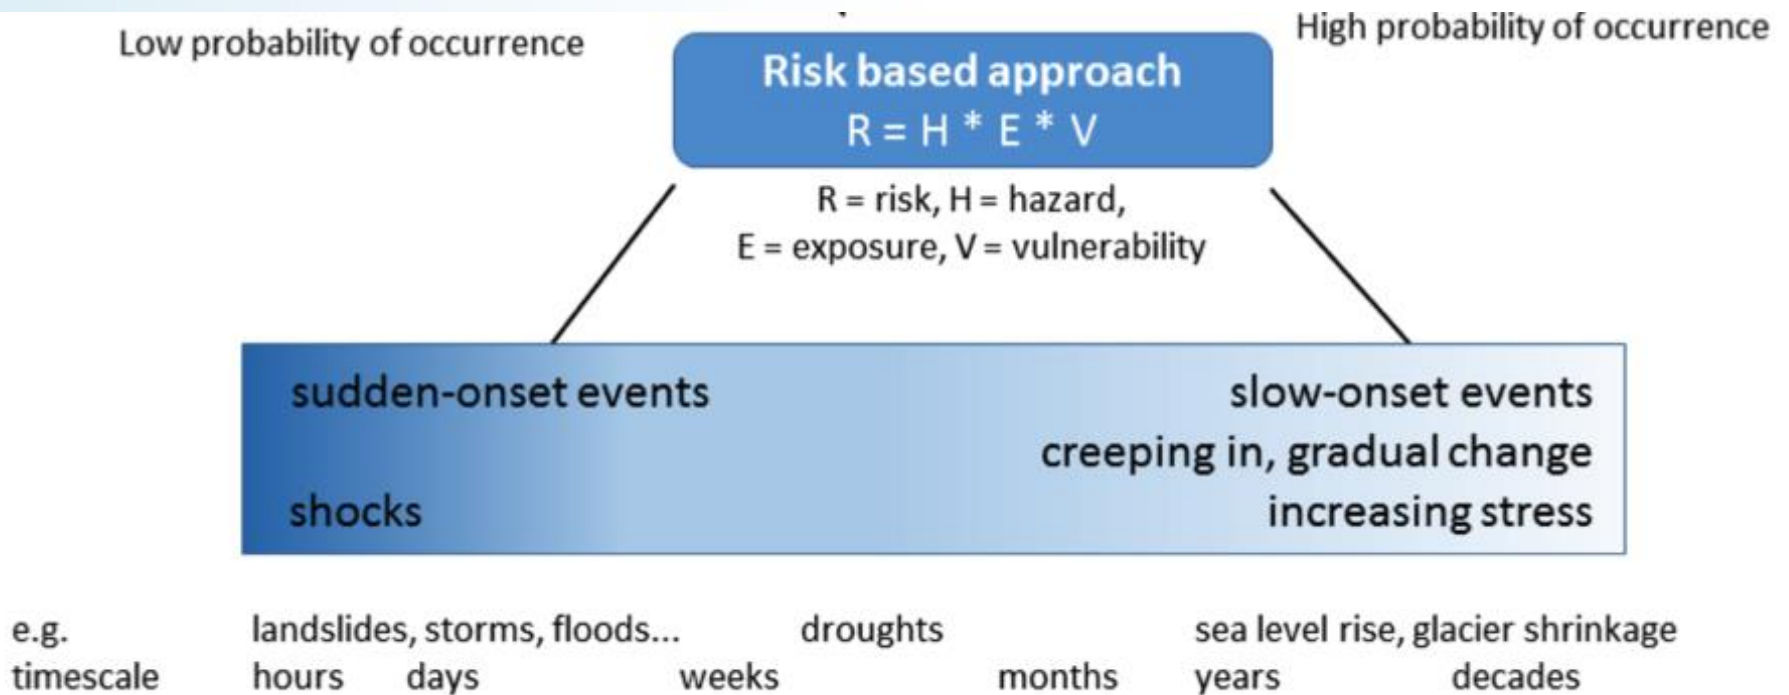 Low probability of occurrence
High probability of occurrence
Risk based approach
R = H * E * V
R = risk, H = hazard,
E = exposure, V = vulnerability
sudden-onset events
slow-onset events
creeping in, gradual change
shocks
increasing stress
e.g. landslides, storms, floods... droughts sea level rise, glacier shrinkage
timescale hours days weeks months years decades